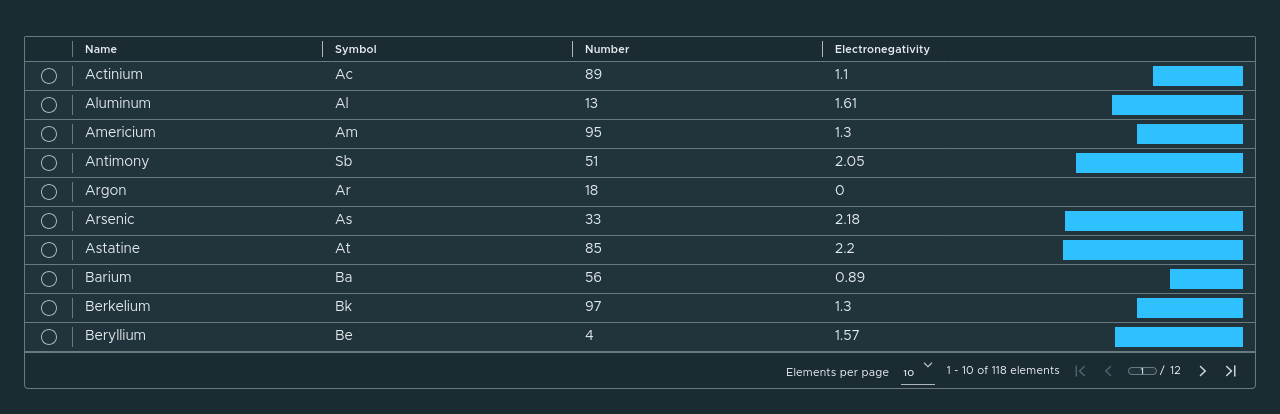 Name Symbol Number Electronegativity
Actinium Ac 89 1.1
Aluminum Al 13 1.61
Americium Am 95 1.3
Antimony Sb 51 2.05
Argon Ar 18 0
Arsenic As 33 2.18
Astatine At 85 2.2
Barium Ba 56 0.89
Berkelium Bk 97 1.3
Beryllium Be 4 1.57
Elements per page 10 1 - 10 of 118 elements 1 / 12